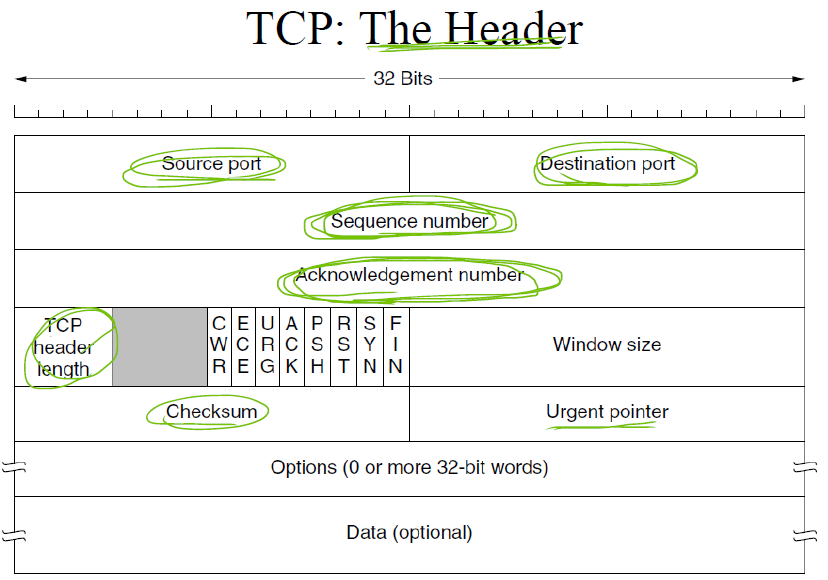 TCP: The Header
32 Bits
Source port
Destination port
Sequence number
Acknowledgement number
TCP
header
length
CWR
ECE
URG
ACK
PSH
RST
SYN
FIN
Window size
Checksum
Urgent pointer
Options (0 or more 32-bit words)
Data (optional)